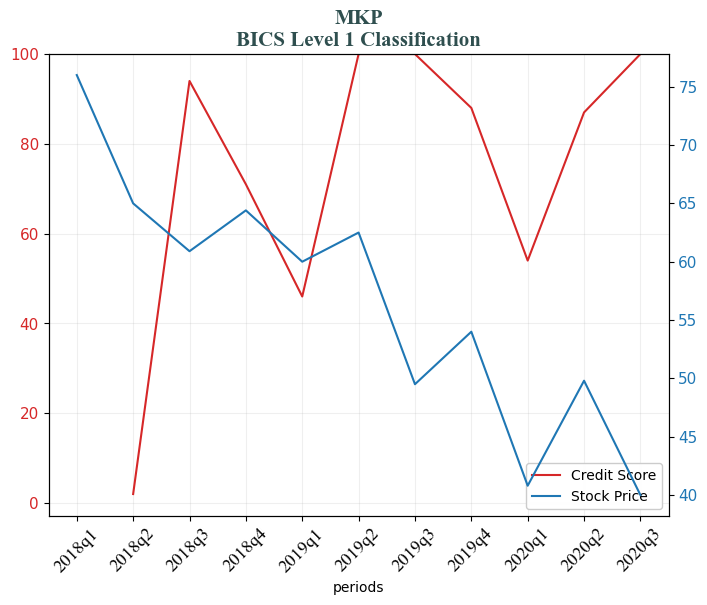 MKP
BICS Level 1 Classification
100
80
60
40
20
0
75
70
65
60
55
50
45
40
Credit Score
Stock Price
2018q1 2018q2 2018q3 2018q4 2019q1 2019q2 2019q3 2019q4 2020q1 2020q2 2020q3
periods